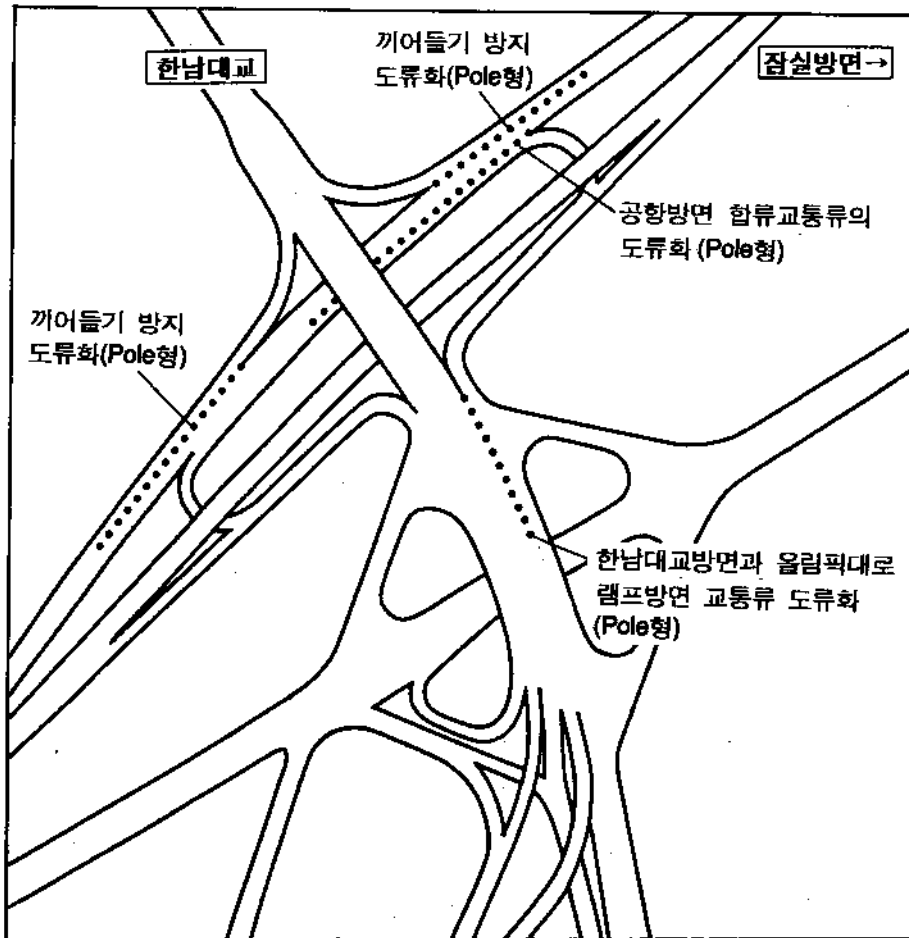 한남대교
끼어들기 방지
도류화(Pole형)
잠실방면→
공항방면 합류교통류의
도류화(Pole형)
끼어들기 방지
도류화(Pole형)
한남대교방면과 올림픽대로
램프방면 교통류 도류화
(Pole형)